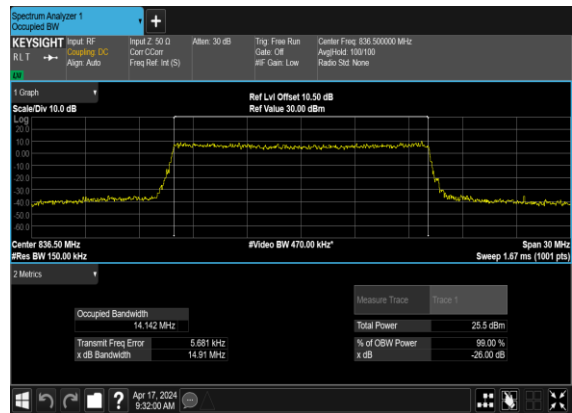 Spectrum Analyzer 1
Occupied BW
+
KEYSIGHT Input: RF Input Z: 50 Ω Atten: 30 dB Trig: Free Run Center Freq: 836.500000 MHz
RLT Coupling: DC Corr CCorr Gate: Off Avg|Hold: 100/100
Align: Auto Freq Ref: Int (S) #IF Gain: Low Radio Std: None
1 Graph
Ref Lvl Offset 10.50 dB
Scale/Div 10.0 dB Ref Value 30.00 dBm
Log
20.0
10.0
0.00
-10.0
-20.0
-30.0
-40.0
-50.0
-60.0
Center 836.50 MHz #Video BW 470.00 kHz* Span 30 MHz
#Res BW 150.00 kHz Sweep 1.67 ms (1001 pts)
2 Metrics
Measure Trace Trace 1
Occupied Bandwidth
14.142 MHz Total Power 25.5 dBm
Transmit Freq Error 5.681 kHz % of OBW Power 99.00 %
x dB Bandwidth 14.91 MHz x dB -26.00 dB
? Apr 17, 2024
9:32:00 AM